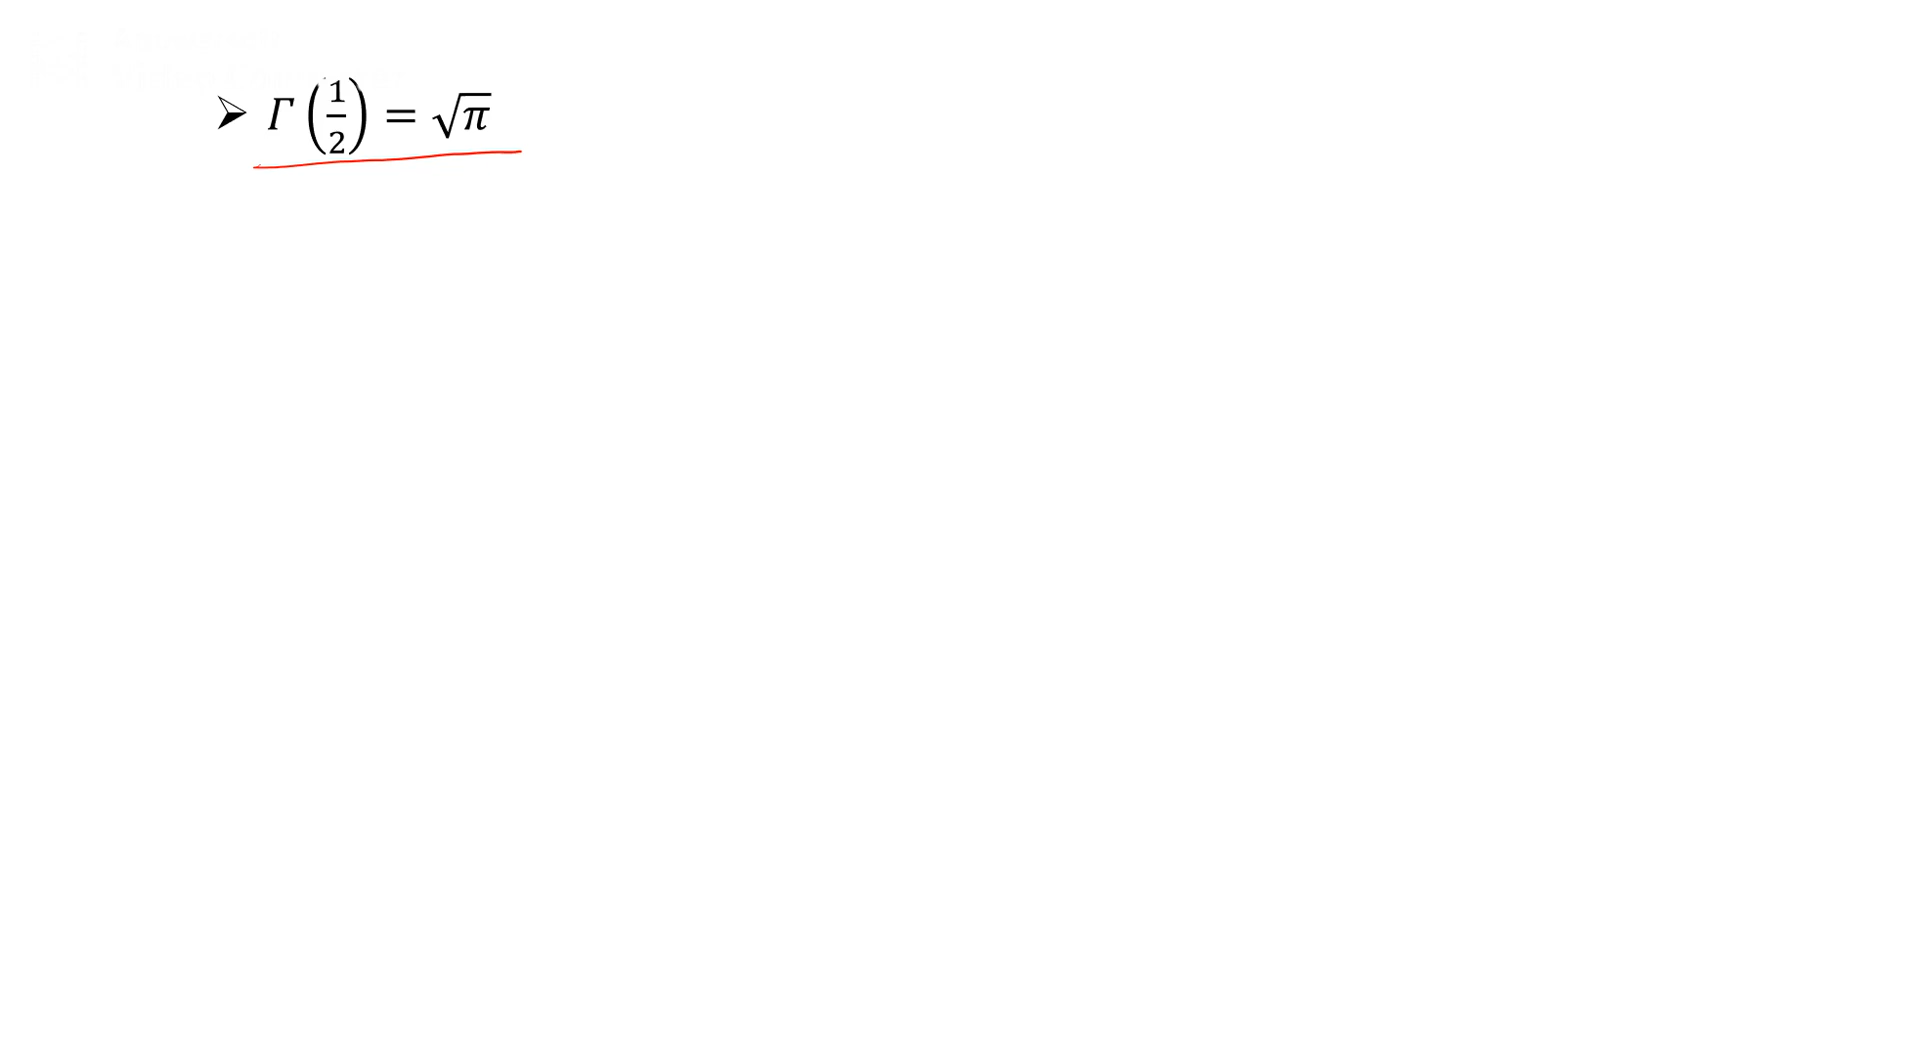 ➢ Γ(1/2) = √π